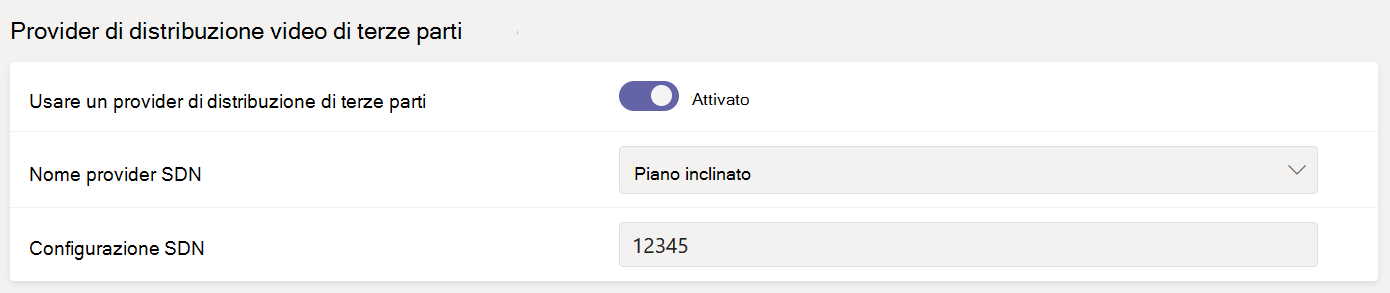 Provider di distribuzione video di terze parti
Usare un provider di distribuzione di terze parti
Attivato
Nome provider SDN
Piano inclinato
Configurazione SDN
12345